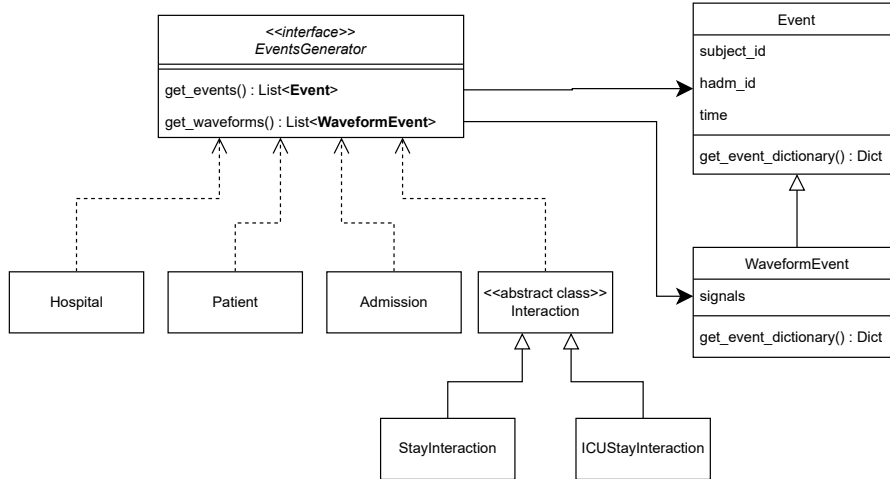 <<interface>>
EventsGenerator
get_events() : List<Event>
get_waveforms() : List<WaveformEvent>
Event
subject_id
hadm_id
time
get_event_dictionary() : Dict
Hospital
Patient
Admission
<<abstract class>>
Interaction
WaveformEvent
signals
get_event_dictionary() : Dict
StayInteraction
ICUStayInteraction